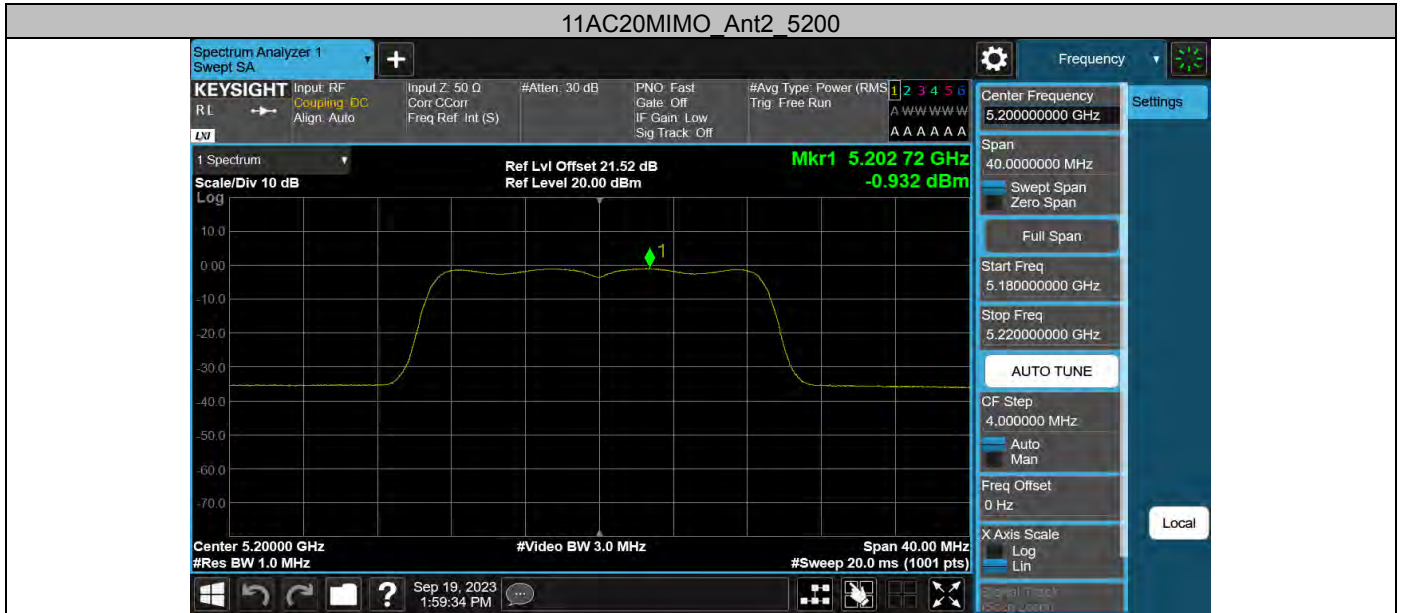 11AC20MIMO_Ant2_5200
Spectrum Analyzer 1
Swept SA
Frequency
KEYSIGHT
RL
LXI
Input: RF
Coupling: DC
Align: Auto
Input Z: 50 Ω
Corr CCorr
Freq Ref: Int (S)
#Atten: 30 dB
PNO: Fast
Gate: Off
IF Gain: Low
Sig Track: Off
#Avg Type: Power (RMS
Trig: Free Run
1 2 3 4 5 6
A W W W W W
A A A A A A
1 Spectrum
Scale/Div 10 dB
Log
Ref Lvl Offset 21.52 dB
Ref Level 20.00 dBm
Mkr1 5.202 72 GHz
-0.932 dBm
10.0
0.00
-10.0
-20.0
-30.0
-40.0
-50.0
-60.0
-70.0
1
Center 5.20000 GHz
#Res BW 1.0 MHz
#Video BW 3.0 MHz
Span 40.00 MHz
#Sweep 20.0 ms (1001 pts)
Center Frequency
5.200000000 GHz
Settings
Span
40.0000000 MHz
Swept Span
Zero Span
Full Span
Start Freq
5.180000000 GHz
Stop Freq
5.220000000 GHz
AUTO TUNE
CF Step
4.000000 MHz
Auto
Man
Freq Offset
0 Hz
X Axis Scale
Log
Lin
Local
Signal Track
(Span Zoom)
?
Sep 19, 2023
1:59:34 PM